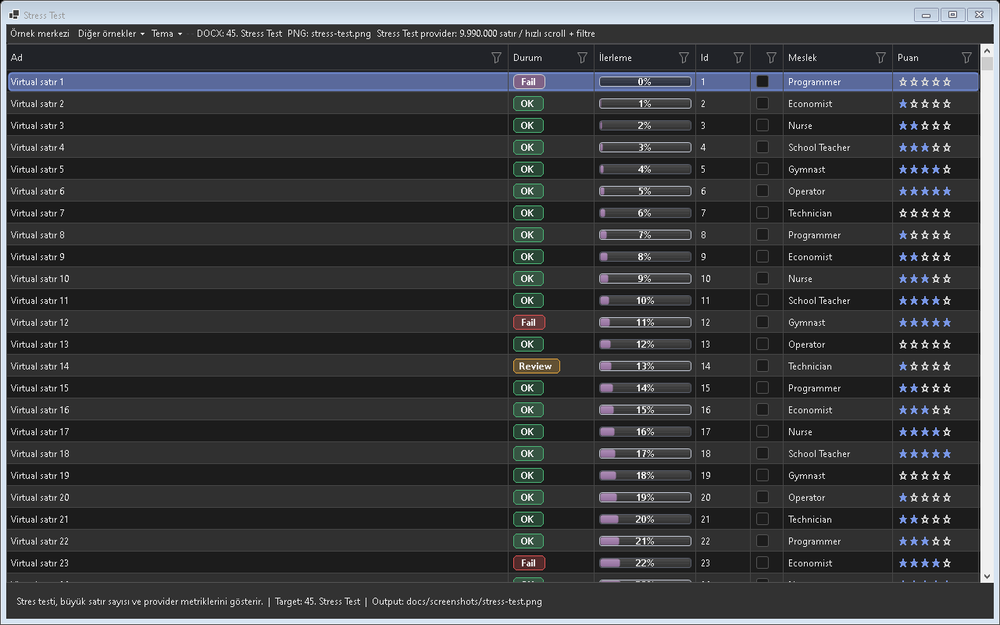 Stress Test
Örnek merkezi Diğer örnekler Tema DOCX: 45. Stress Test PNG: stress-test.png Stress Test provider: 9.990.000 satır / hızlı scroll + filtre
Ad Durum İlerleme Id Meslek Puan
Virtual satır 1 Fail 0% 1 Programmer
Virtual satır 2 OK 1% 2 Economist
Virtual satır 3 OK 2% 3 Nurse
Virtual satır 4 OK 3% 4 School Teacher
Virtual satır 5 OK 4% 5 Gymnast
Virtual satır 6 OK 5% 6 Operator
Virtual satır 7 OK 6% 7 Technician
Virtual satır 8 OK 7% 8 Programmer
Virtual satır 9 OK 8% 9 Economist
Virtual satır 10 OK 9% 10 Nurse
Virtual satır 11 OK 10% 11 School Teacher
Virtual satır 12 Fail 11% 12 Gymnast
Virtual satır 13 OK 12% 13 Operator
Virtual satır 14 Review 13% 14 Technician
Virtual satır 15 OK 14% 15 Programmer
Virtual satır 16 OK 15% 16 Economist
Virtual satır 17 OK 16% 17 Nurse
Virtual satır 18 OK 17% 18 School Teacher
Virtual satır 19 OK 18% 19 Gymnast
Virtual satır 20 OK 19% 20 Operator
Virtual satır 21 OK 20% 21 Technician
Virtual satır 22 OK 21% 22 Programmer
Virtual satır 23 Fail 22% 23 Economist
Stres testi, büyük satır sayısı ve provider metriklerini gösterir. | Target: 45. Stress Test | Output: docs/screenshots/stress-test.png